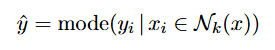 ŷ = mode(yᵢ | xᵢ ∈ 𝒩ₖ(x))